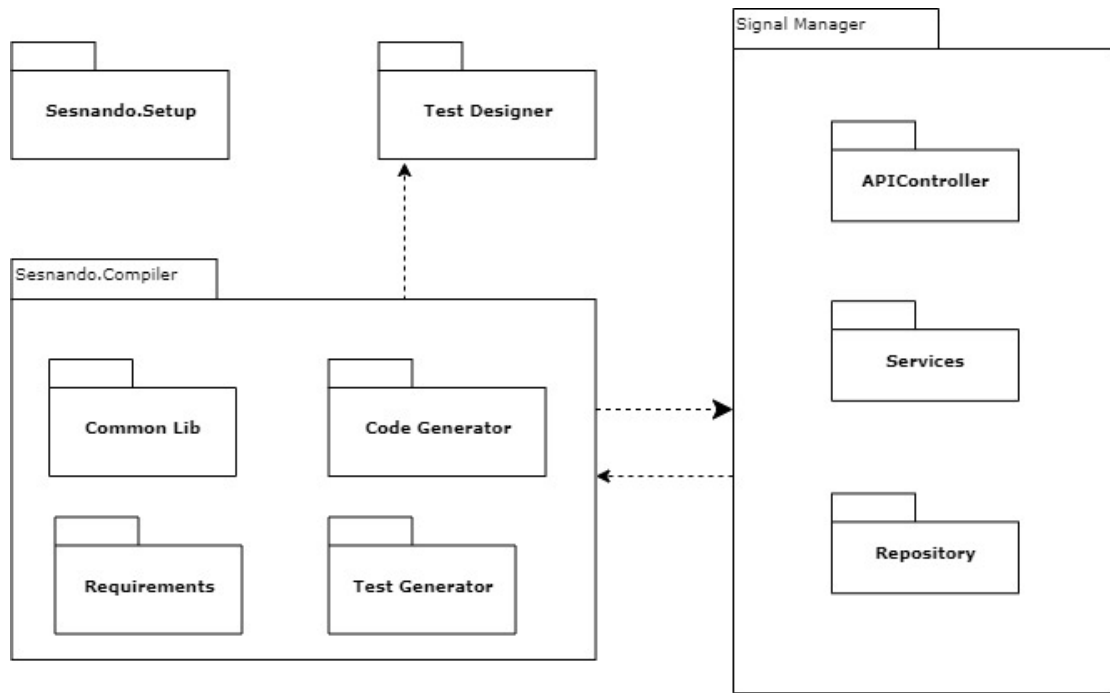 Signal Manager
Sesnando.Setup
Test Designer
APIController
Sesnando.Compiler
Services
Common Lib
Code Generator
Repository
Requirements
Test Generator